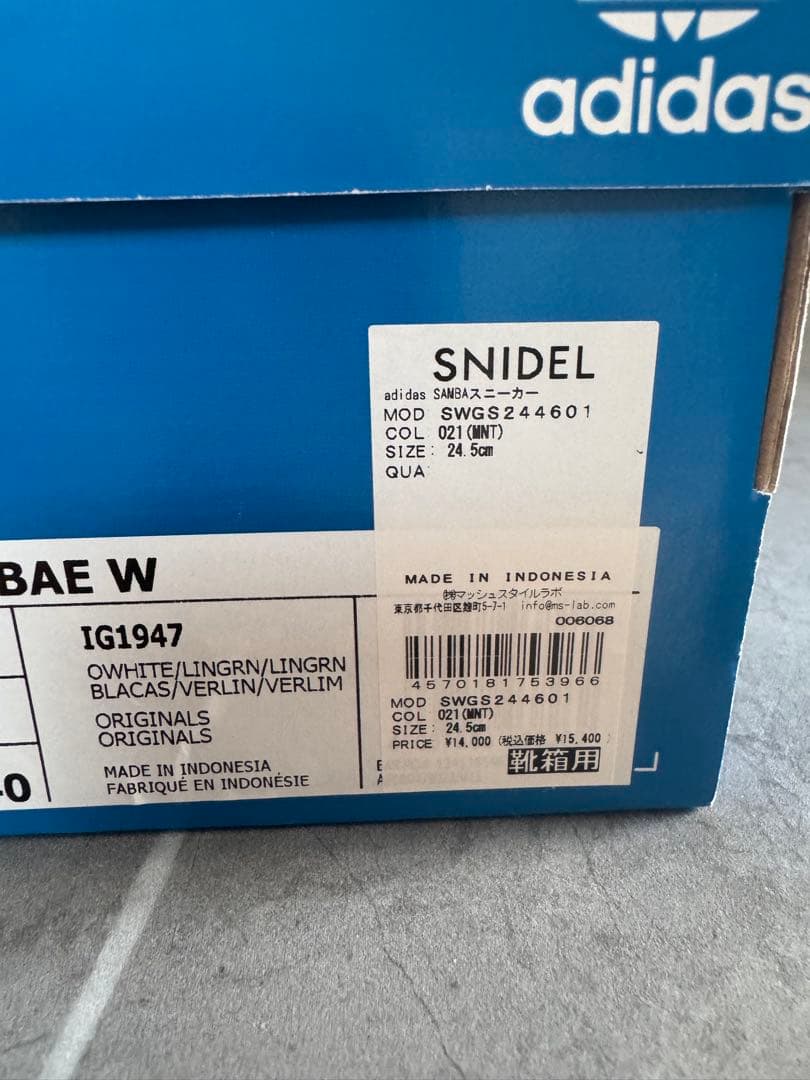 adidas
SNIDEL
adidas SAMBAスニーカー
MOD SWGS244601
COL 021(MNT)
SIZE: 24.5cm
QUA
BAE W
IG1947
OWHITE/LINGRN/LINGRN
BLACAS/VERLIN/VERLIM
ORIGINALS
ORIGINALS
MADE IN INDONESIA
FABRIQUÉ EN INDONÉSIE
MADE IN INDONESIA
㈱マッシュスタイルラボ
東京都千代田区麹町5-7-1 info@ms-lab.com
006068
4570181753966
MOD SWGS244601
COL 021(MNT)
SIZE: 24.5cm
PRICE ¥14,000 (税込価格 ¥15,400
靴箱用